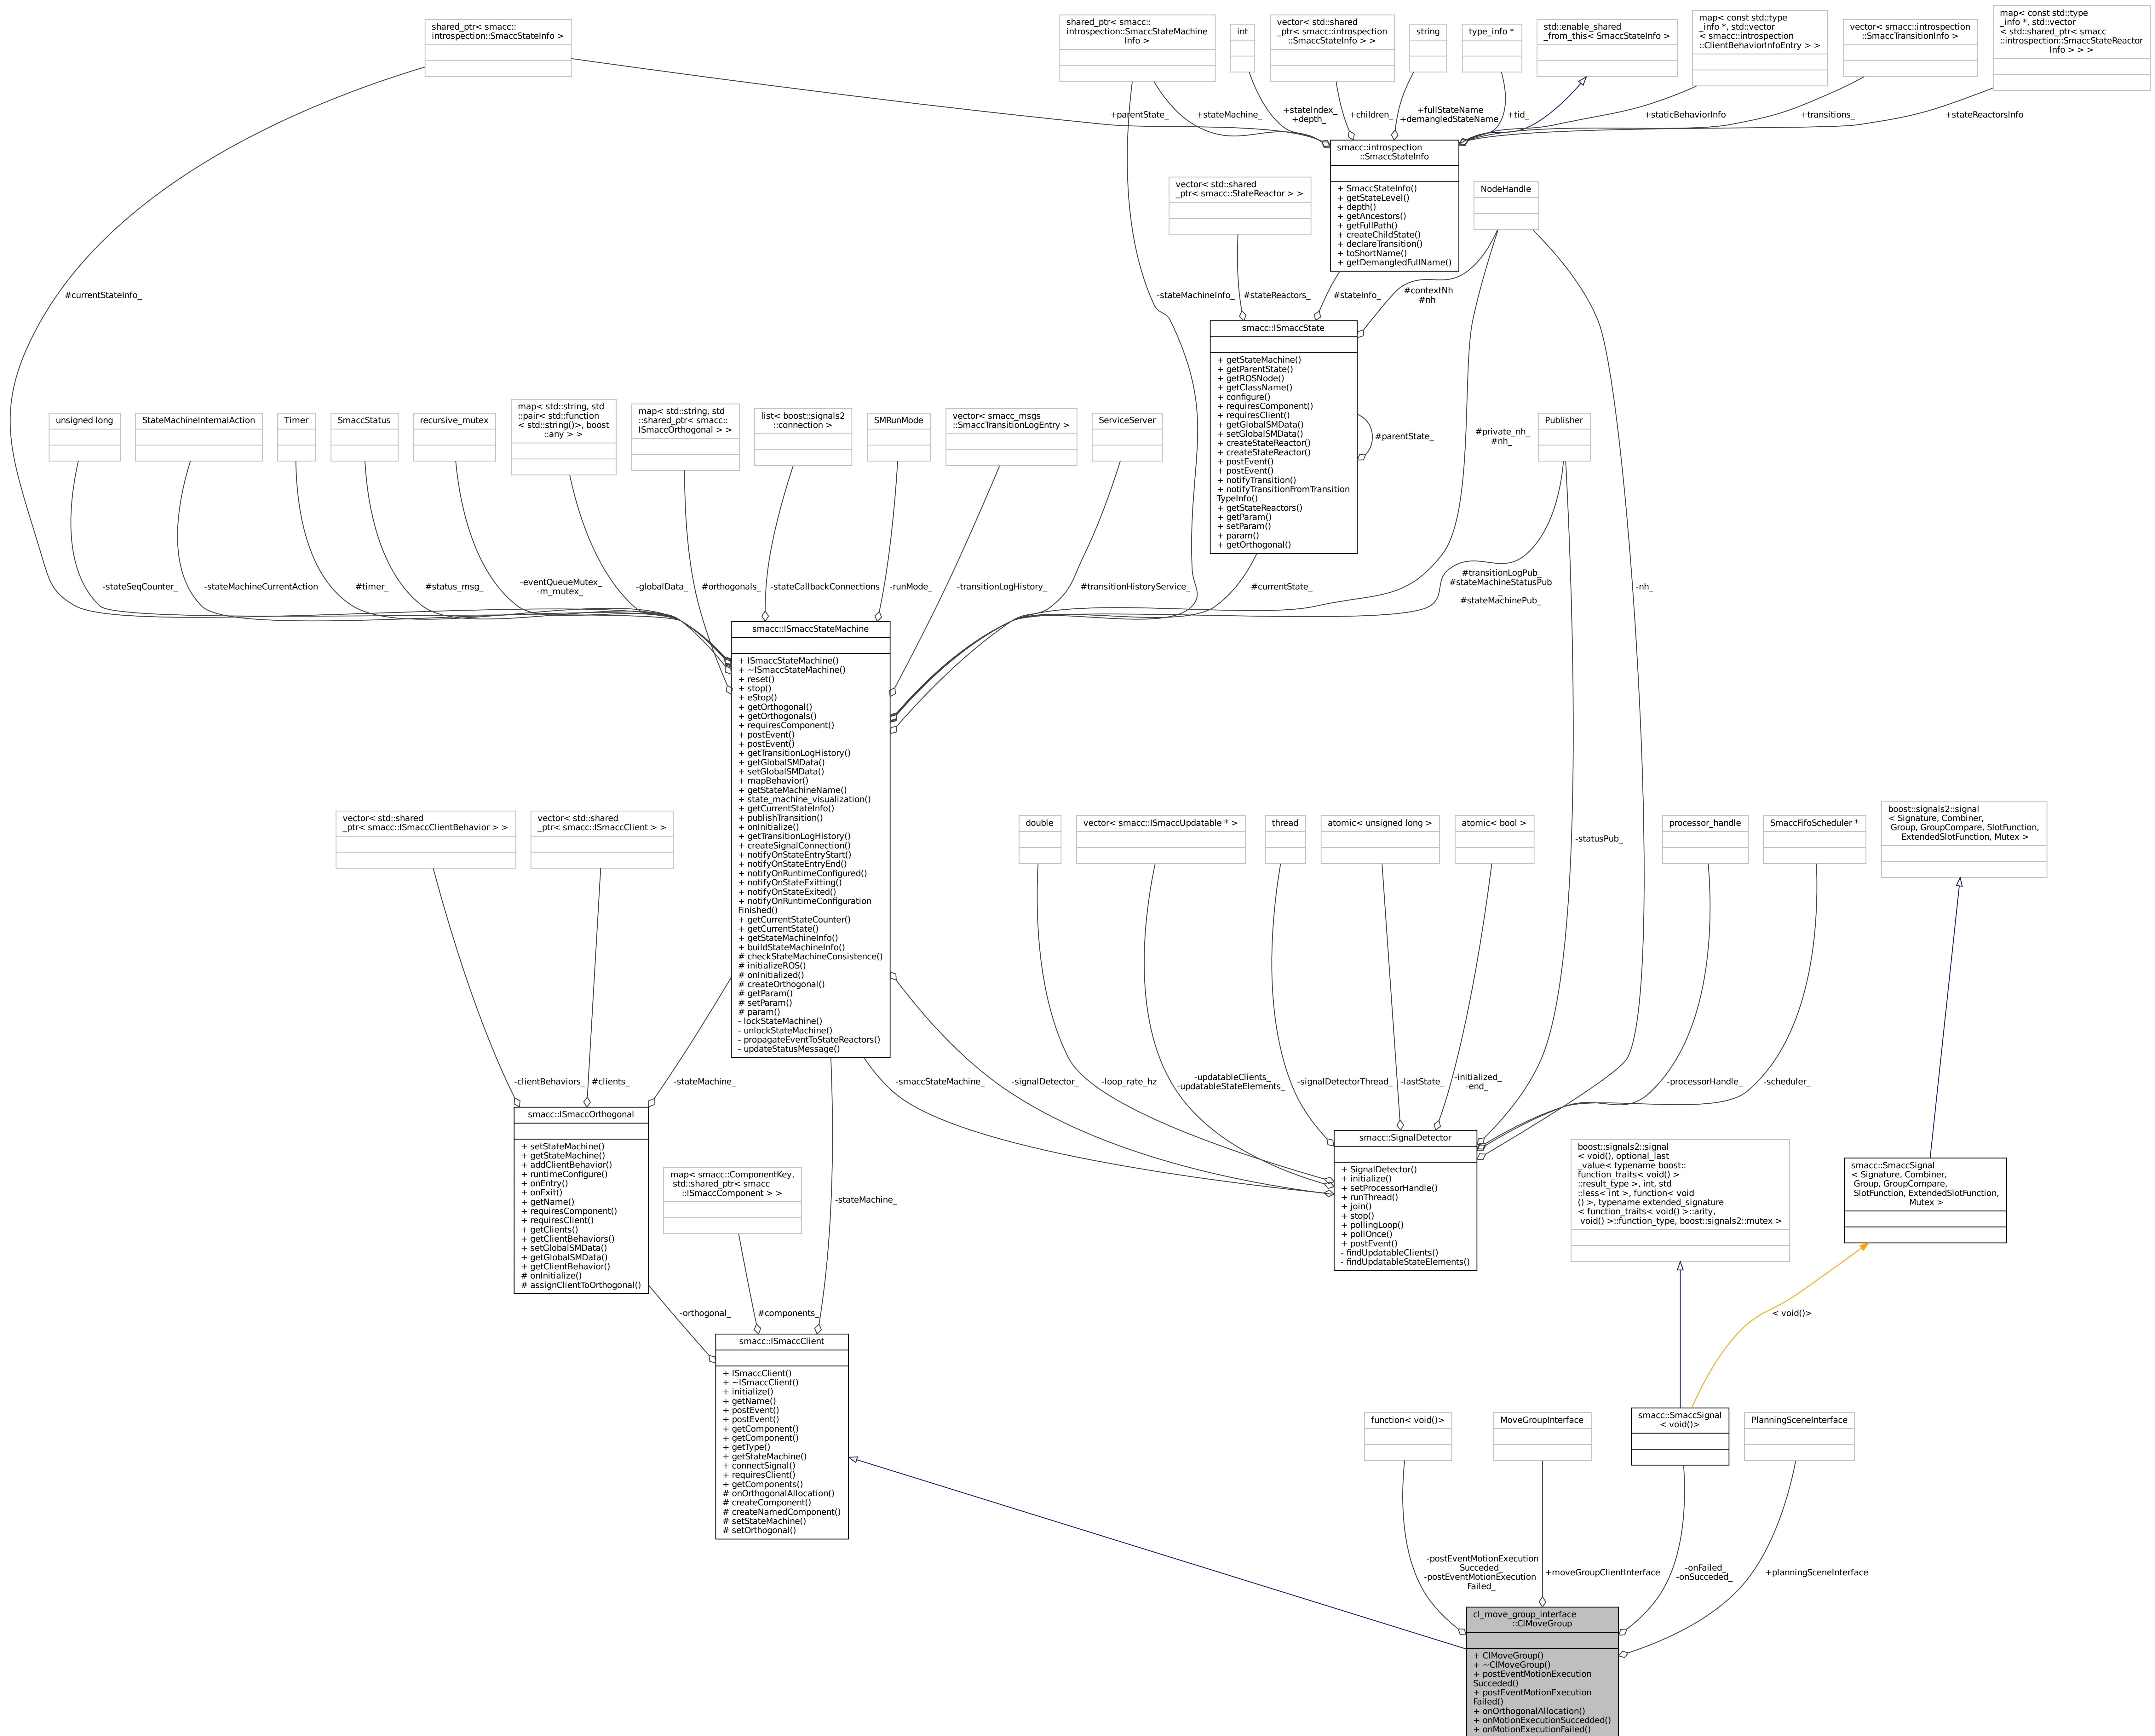 shared_ptr< smacc::
introspection::SmaccStateInfo >
shared_ptr< smacc::
introspection::SmaccStateMachine
Info >
int
vector< std::shared
_ptr< smacc::introspection
::SmaccStateInfo > >
string
type_info *
std::enable_shared
_from_this< SmaccStateInfo >
map< const std::type
_info *, std::vector
< smacc::introspection
::ClientBehaviorInfoEntry > >
vector< smacc::introspection
::SmaccTransitionInfo >
map< const std::type
_info *, std::vector
< std::shared_ptr< smacc
::introspection::SmaccStateReactor
Info > > >
+parentState_
+stateMachine_
+stateIndex_
+depth_
+children_
+fullStateName
+demangledStateName
+tid_
+staticBehaviorInfo
+transitions_
+stateReactorsInfo
smacc::introspection
::SmaccStateInfo
+ SmaccStateInfo()
+ getStateLevel()
+ depth()
+ getAncestors()
+ getFullPath()
+ createChildState()
+ declareTransition()
+ toShortName()
+ getDemangledFullName()
vector< std::shared
_ptr< smacc::StateReactor > >
NodeHandle
#currentStateInfo_
-stateMachineInfo_
#stateReactors_
#stateInfo_
#contextNh
#nh
smacc::ISmaccState
+ getStateMachine()
+ getParentState()
+ getROSNode()
+ getClassName()
+ configure()
+ requiresComponent()
+ requiresClient()
+ getGlobalSMData()
+ setGlobalSMData()
+ createStateReactor()
+ createStateReactor()
+ postEvent()
+ postEvent()
+ notifyTransition()
+ notifyTransitionFromTransition
TypeInfo()
+ getStateReactors()
+ getParam()
+ setParam()
+ param()
+ getOrthogonal()
#parentState_
#private_nh_
#nh_
Publisher
unsigned long
StateMachineInternalAction
Timer
SmaccStatus
recursive_mutex
map< std::string, std
::pair< std::function
< std::string()>, boost
::any > >
map< std::string, std
::shared_ptr< smacc::
ISmaccOrthogonal > >
list< boost::signals2
::connection >
SMRunMode
vector< smacc_msgs
::SmaccTransitionLogEntry >
ServiceServer
-stateSeqCounter_
-stateMachineCurrentAction
#timer_
#status_msg_
-eventQueueMutex_
-m_mutex_
-globalData_
#orthogonals_
-stateCallbackConnections
-runMode_
-transitionLogHistory_
#transitionHistoryService_
#currentState_
#transitionLogPub_
#stateMachineStatusPub
_
#stateMachinePub_
-nh_
smacc::ISmaccStateMachine
+ ISmaccStateMachine()
+ ~ISmaccStateMachine()
+ reset()
+ stop()
+ eStop()
+ getOrthogonal()
+ getOrthogonals()
+ requiresComponent()
+ postEvent()
+ postEvent()
+ getTransitionLogHistory()
+ getGlobalSMData()
+ setGlobalSMData()
+ mapBehavior()
+ getStateMachineName()
+ state_machine_visualization()
+ getCurrentStateInfo()
+ publishTransition()
+ onInitialize()
+ getTransitionLogHistory()
+ createSignalConnection()
+ notifyOnStateEntryStart()
+ notifyOnStateEntryEnd()
+ notifyOnRuntimeConfigured()
+ notifyOnStateExitting()
+ notifyOnStateExited()
+ notifyOnRuntimeConfiguration
Finished()
+ getCurrentStateCounter()
+ getCurrentState()
+ getStateMachineInfo()
+ buildStateMachineInfo()
# checkStateMachineConsistence()
# initializeROS()
# onInitialized()
# createOrthogonal()
# getParam()
# setParam()
# param()
- lockStateMachine()
- unlockStateMachine()
- propagateEventToStateReactors()
- updateStatusMessage()
vector< std::shared
_ptr< smacc::ISmaccClientBehavior > >
vector< std::shared
_ptr< smacc::ISmaccClient > >
double
vector< smacc::ISmaccUpdatable * >
thread
atomic< unsigned long >
atomic< bool >
-statusPub_
processor_handle
SmaccFifoScheduler *
boost::signals2::signal
< Signature, Combiner,
Group, GroupCompare, SlotFunction,
ExtendedSlotFunction, Mutex >
-clientBehaviors_
#clients_
-stateMachine_
-smaccStateMachine_
-signalDetector_
-loop_rate_hz
-updatableClients_
-updatableStateElements_
-signalDetectorThread_
-lastState_
-initialized_
-end_
-processorHandle_
-scheduler_
smacc::ISmaccOrthogonal
+ setStateMachine()
+ getStateMachine()
+ addClientBehavior()
+ runtimeConfigure()
+ onEntry()
+ onExit()
+ getName()
+ requiresComponent()
+ requiresClient()
+ getClients()
+ getClientBehaviors()
+ setGlobalSMData()
+ getGlobalSMData()
+ getClientBehavior()
# onInitialize()
# assignClientToOrthogonal()
map< smacc::ComponentKey,
std::shared_ptr< smacc
::ISmaccComponent > >
-stateMachine_
smacc::SignalDetector
+ SignalDetector()
+ initialize()
+ setProcessorHandle()
+ runThread()
+ join()
+ stop()
+ pollingLoop()
+ pollOnce()
+ postEvent()
- findUpdatableClients()
- findUpdatableStateElements()
boost::signals2::signal
< void(), optional_last
_value< typename boost::
function_traits< void() >
::result_type >, int, std
::less< int >, function< void
() >, typename extended_signature
< function_traits< void() >::arity,
void() >::function_type, boost::signals2::mutex >
smacc::SmaccSignal
< Signature, Combiner,
Group, GroupCompare,
SlotFunction, ExtendedSlotFunction,
Mutex >
-orthogonal_
#components_
< void()>
smacc::ISmaccClient
+ ISmaccClient()
+ ~ISmaccClient()
+ initialize()
+ getName()
+ postEvent()
+ postEvent()
+ getComponent()
+ getComponent()
+ getType()
+ getStateMachine()
+ connectSignal()
+ requiresClient()
+ getComponents()
# onOrthogonalAllocation()
# createComponent()
# createNamedComponent()
# setStateMachine()
# setOrthogonal()
function< void()>
MoveGroupInterface
smacc::SmaccSignal
< void()>
PlanningSceneInterface
-postEventMotionExecution
Succeded_
-postEventMotionExecution
Failed_
+moveGroupClientInterface
-onFailed_
-onSucceded_
+planningSceneInterface
cl_move_group_interface
::ClMoveGroup
+ ClMoveGroup()
+ ~ClMoveGroup()
+ postEventMotionExecution
Succeded()
+ postEventMotionExecution
Failed()
+ onOrthogonalAllocation()
+ onMotionExecutionSuccedded()
+ onMotionExecutionFailed()